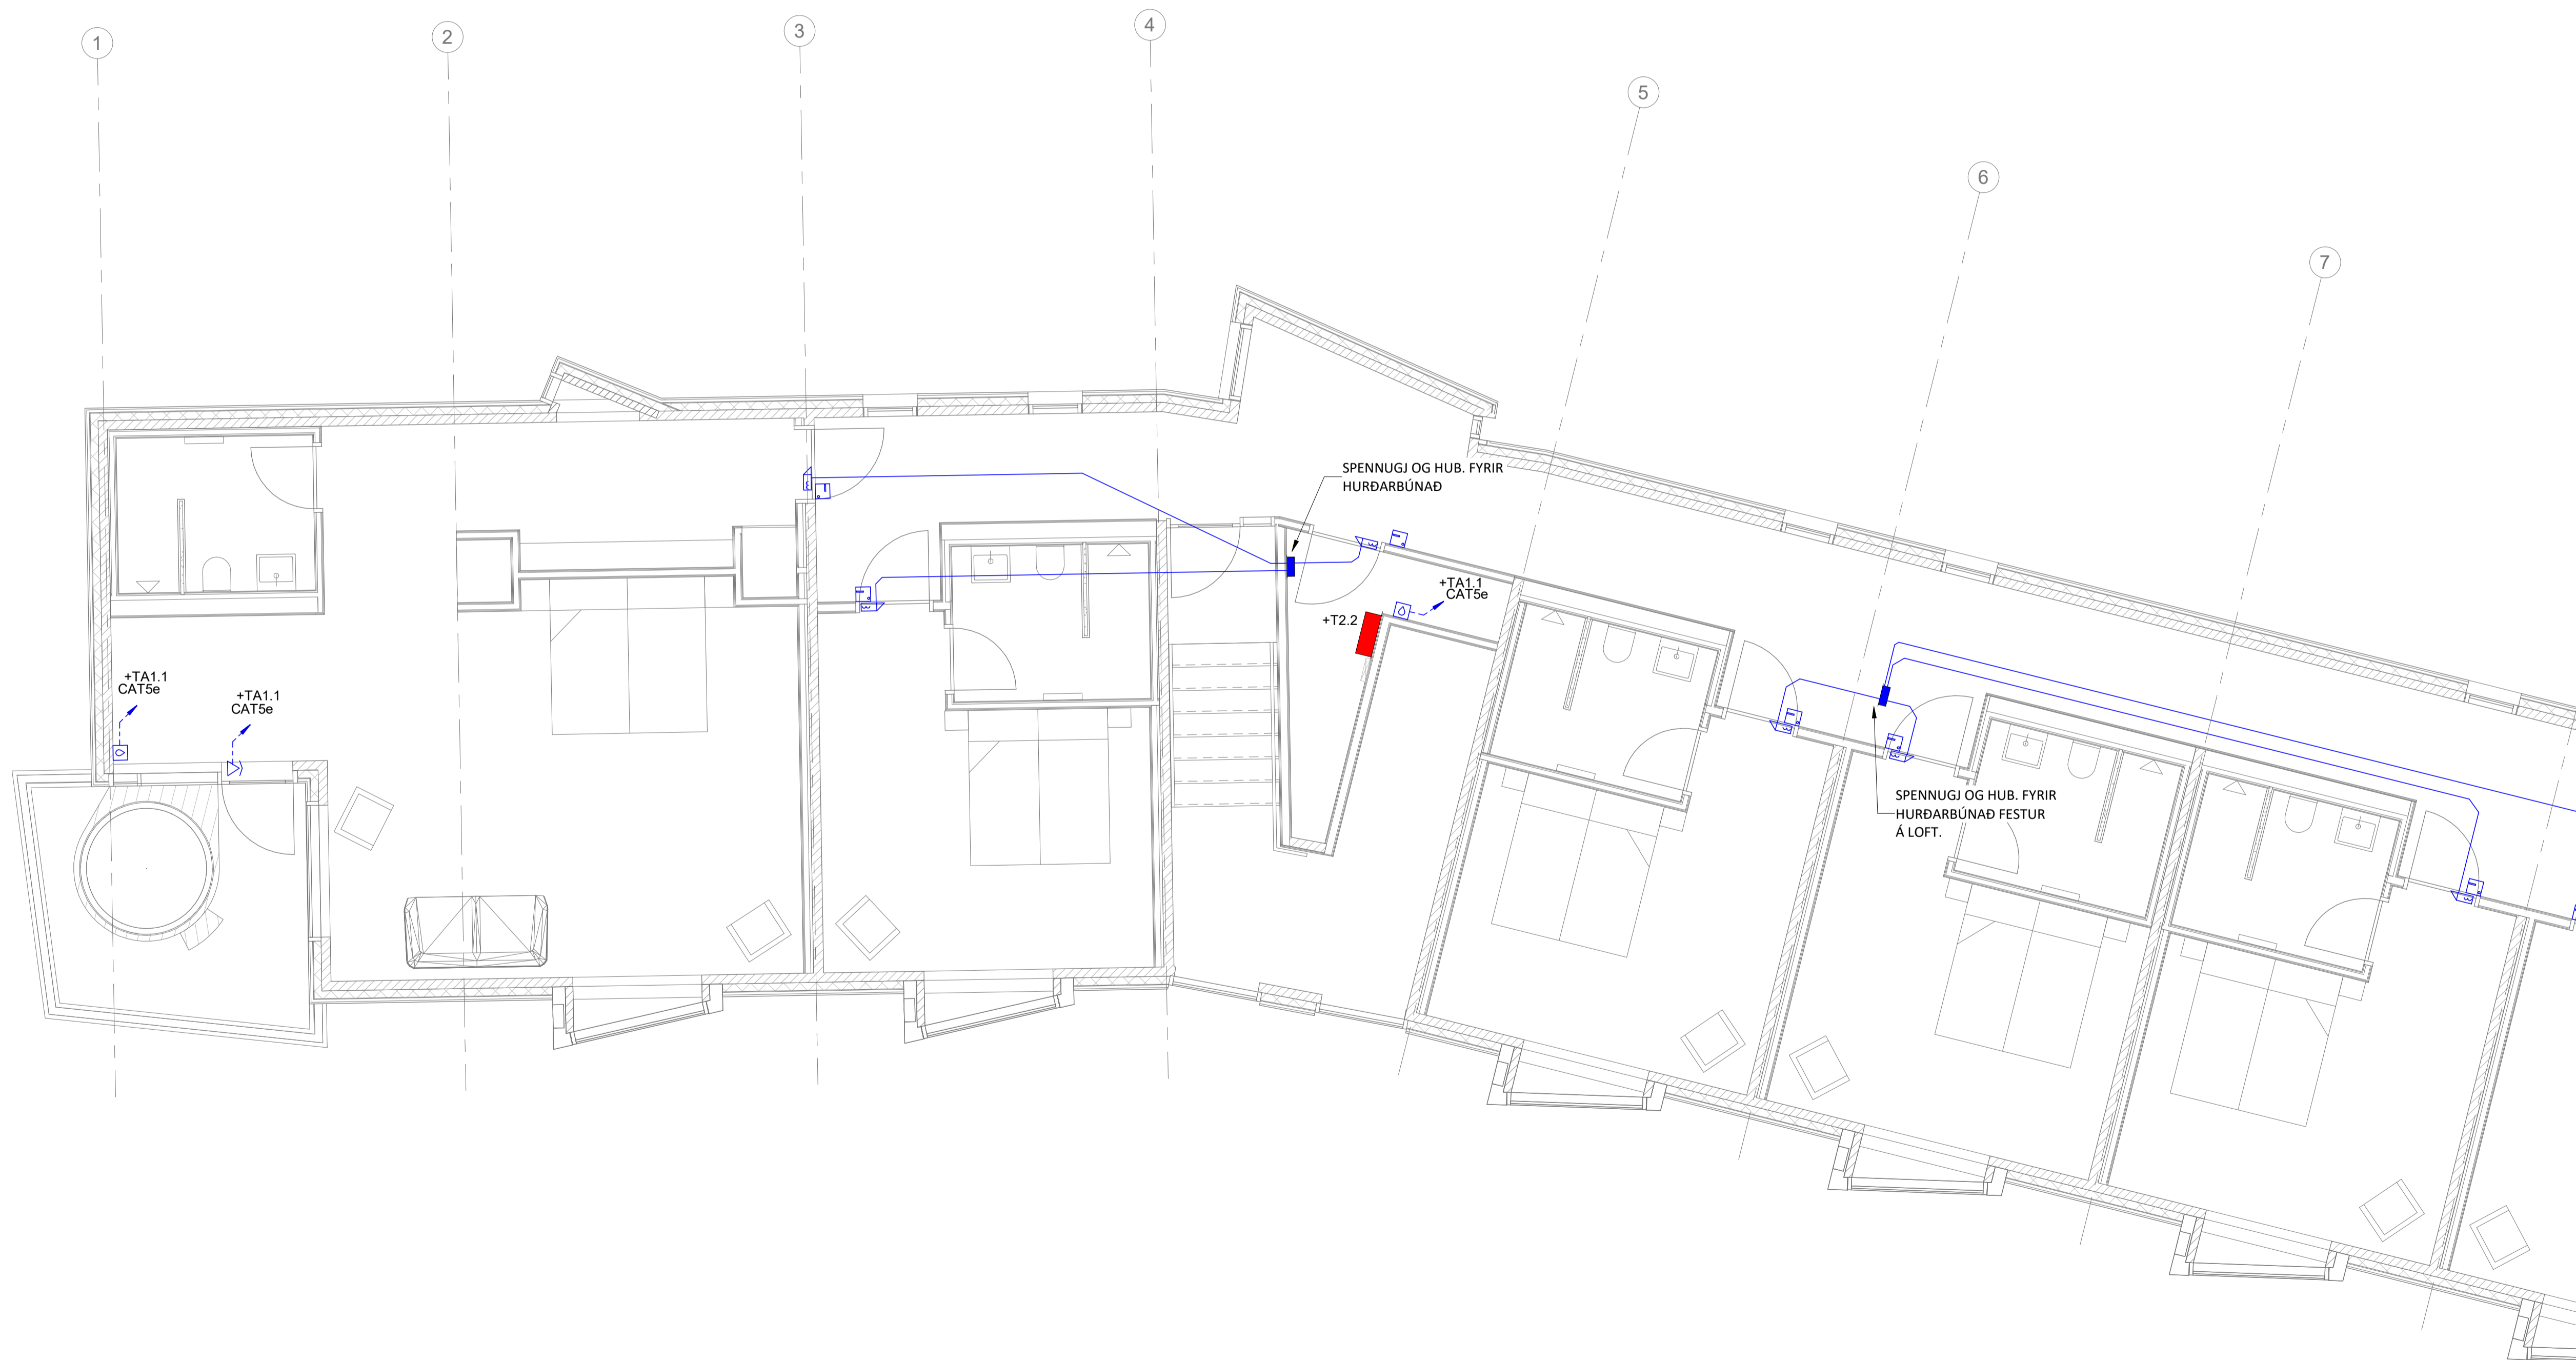 1
2
3
4
5
6
7
SPENNUGJ OG HUB. FYRIR
HURÐARBÚNAÐ
+TA1.1
CAT5e
+T2.2
+TA1.1
CAT5e
+TA1.1
CAT5e
SPENNUGJ OG HUB. FYRIR
HURÐARBÚNAÐ FESTUR
Á LOFT.